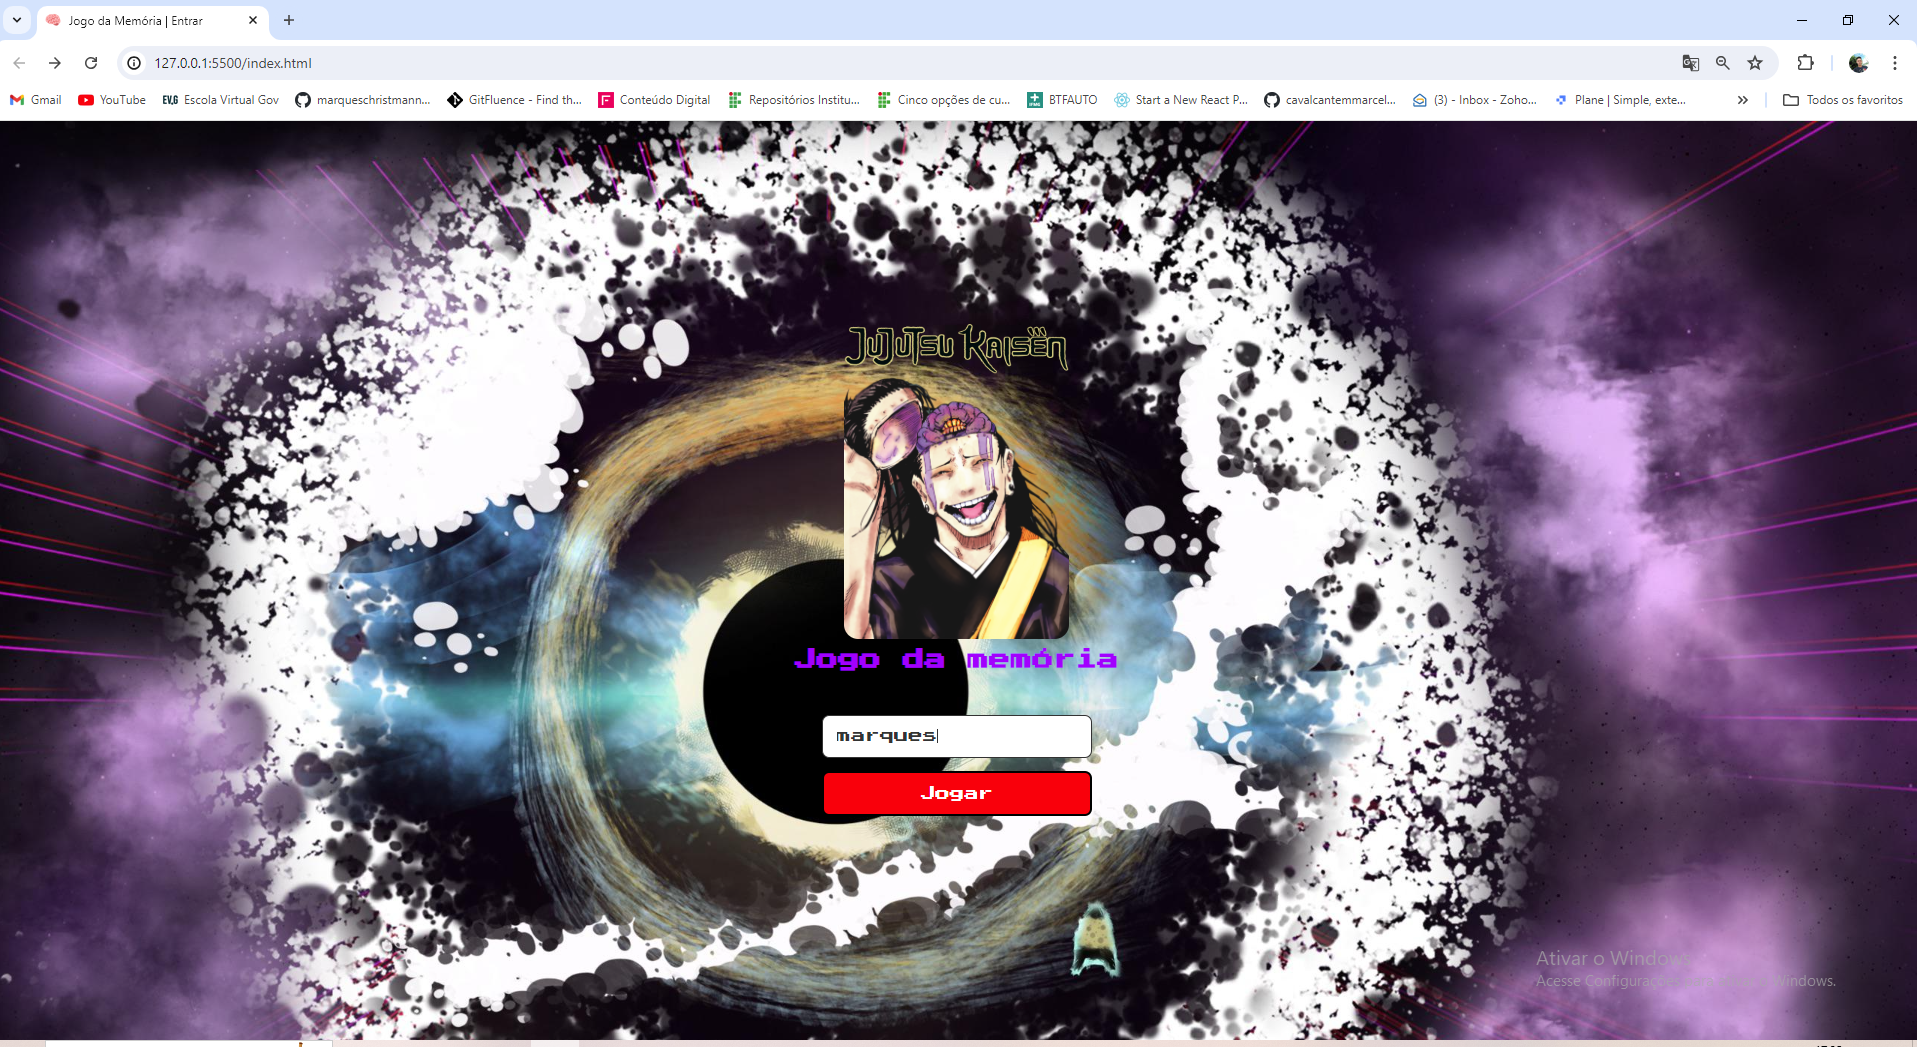 Jogo da Memória | Entrar
127.0.0.1:5500/index.html
Gmail
YouTube
EV.G Escola Virtual Gov
marqueschristmann...
GitFluence - Find th...
Conteúdo Digital
Repositórios Institu...
Cinco opções de cu...
BTFAUTO
Start a New React P...
cavalcantemmarcel...
(3) - Inbox - Zoho...
Plane | Simple, exte...
Todos os favoritos
JUJUTSU KAISEN
Jogo da memória
marques
Jogar
Ativar o Windows
Acesse Configurações Windows.